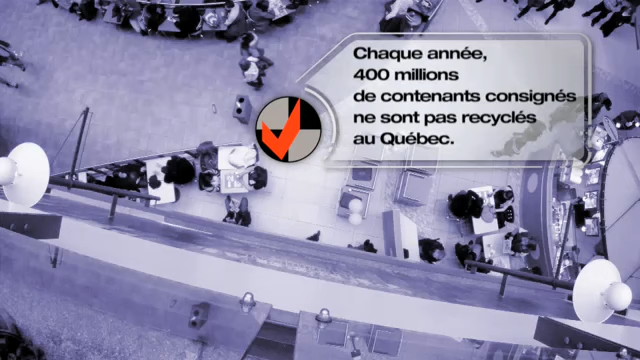 Chaque année,
400 millions
de contenants consignés
ne sont pas recyclés
au Québec.